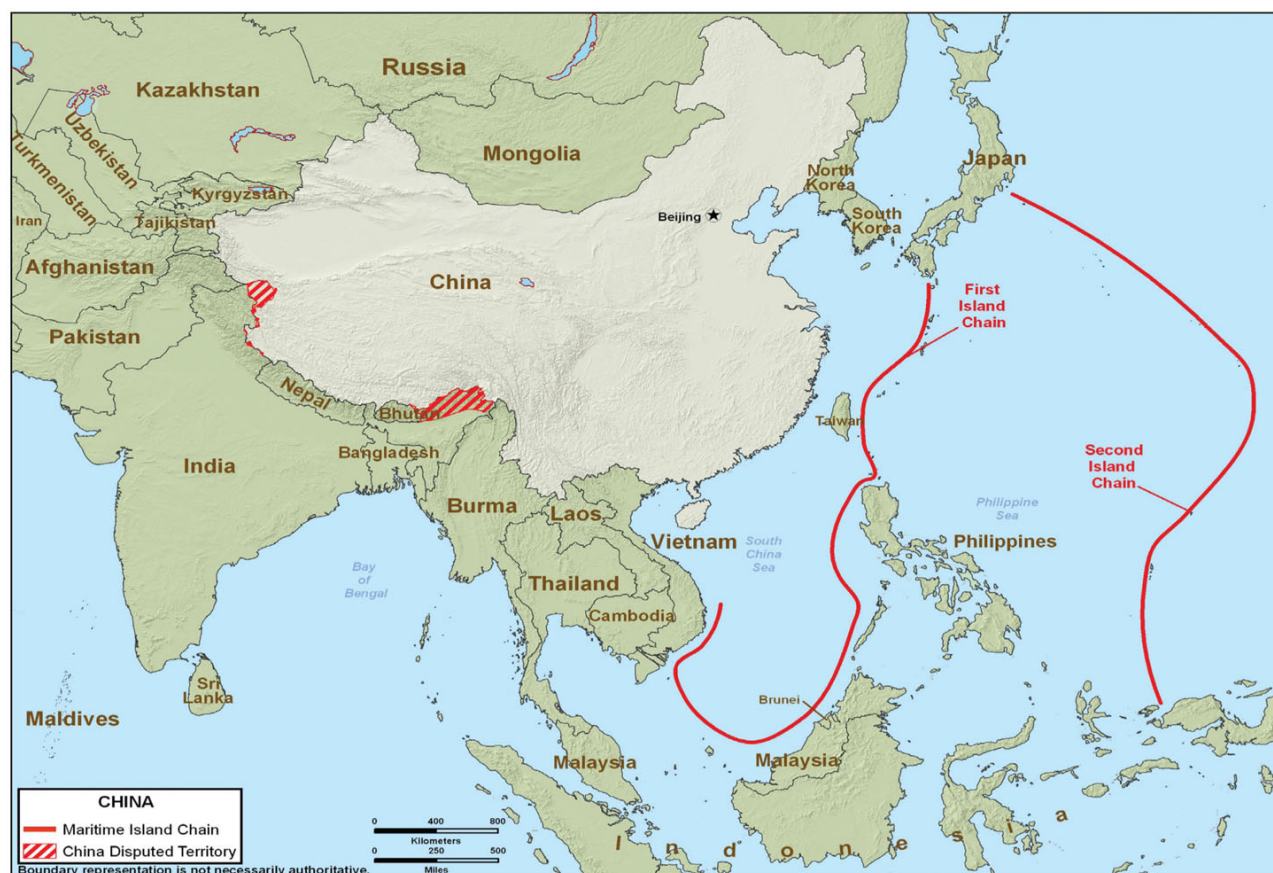 Russia
Kazakhstan
Mongolia
Uzbekistan
Turkmenistan
Kyrgyzstan
Tajikistan
Iran
Afghanistan
Pakistan
China
Beijing
North
Korea
South
Korea
Japan
First
Island
Chain
Nepal
Bhutan
Bangladesh
India
Burma
Laos
Vietnam
Thailand
Cambodia
Taiwan
Second
Island
Chain
Philippine
Sea
Philippines
South
China
Sea
Bay
of
Bengal
Sri
Lanka
Maldives
Brunei
Malaysia
Malaysia
Indonesia
CHINA
Maritime Island Chain
China Disputed Territory
Boundary representation is not necessarily authoritative.
0 400 800
Kilometers
0 250 500
Miles